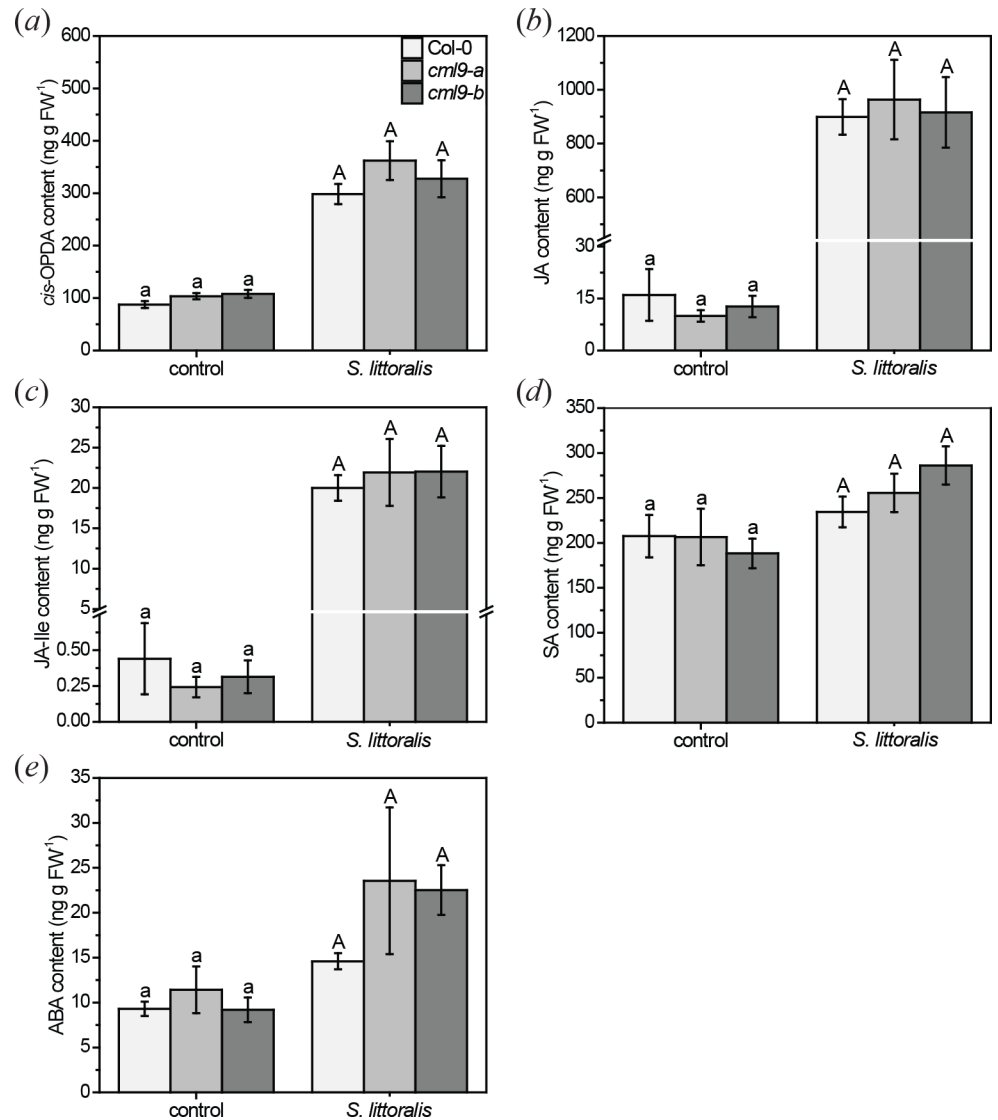 (a)
cis-OPDA content (ng g FW⁻¹)
600
500
400
300
200
100
0
Col-0
cml9-a
cml9-b
a a a
A A A
control S. littoralis
(b)
JA content (ng g FW⁻¹)
1200
1000
800
600
30
15
0
a a a
A A A
control S. littoralis
(c)
JA-Ile content (ng g FW⁻¹)
30
25
20
15
10
5
0.50
0.25
0.00
a a a
A A A
control S. littoralis
(d)
SA content (ng g FW⁻¹)
350
300
250
200
150
100
50
0
a a a
A A A
control S. littoralis
(e)
ABA content (ng g FW⁻¹)
35
30
25
20
15
10
5
0
a a a
A A A
control S. littoralis